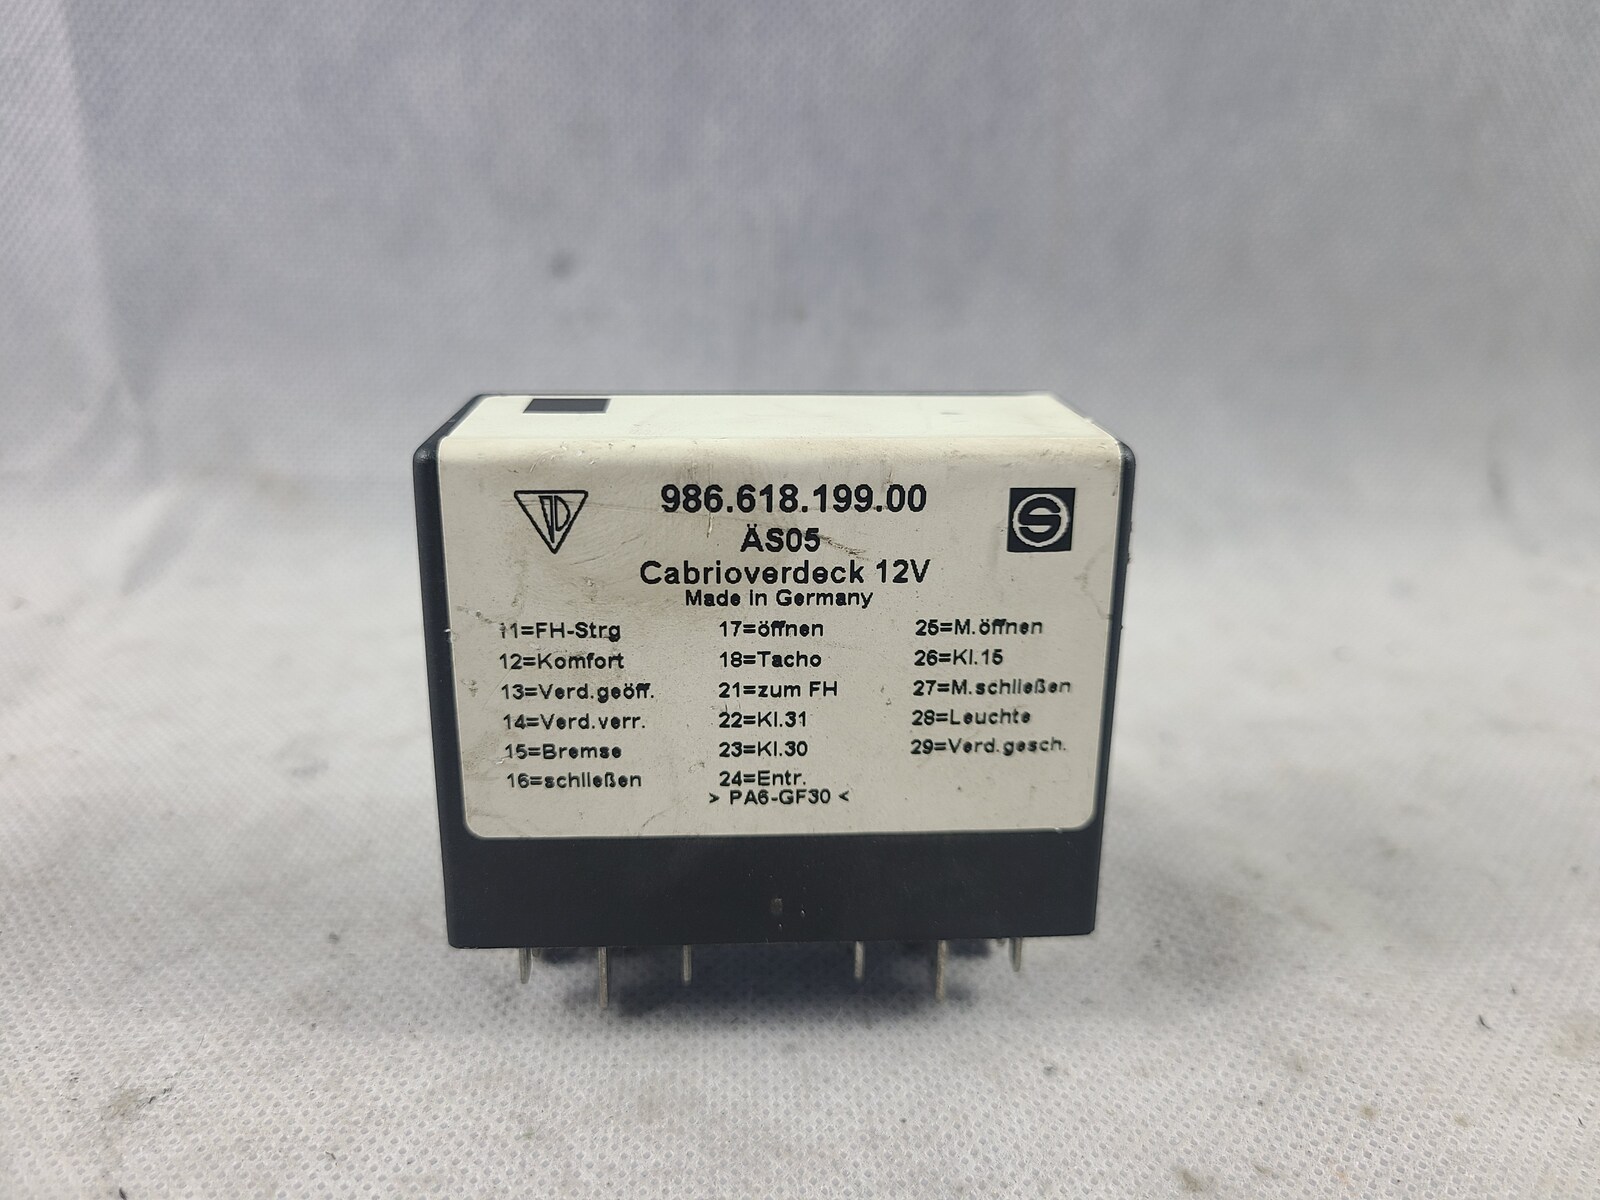 986.618.199.00
ÄS05
Cabrioverdeck 12V
Made in Germany
11=FH-Strg 17=öffnen 25=M.öffnen
12=Komfort 18=Tacho 26=Kl.15
13=Verd.geöff. 21=zum FH 27=M.schließen
14=Verd.verr. 22=Kl.31 28=Leuchte
15=Bremse 23=Kl.30 29=Verd.gesch.
16=schließen 24=Entr.
> PA6-GF30 <